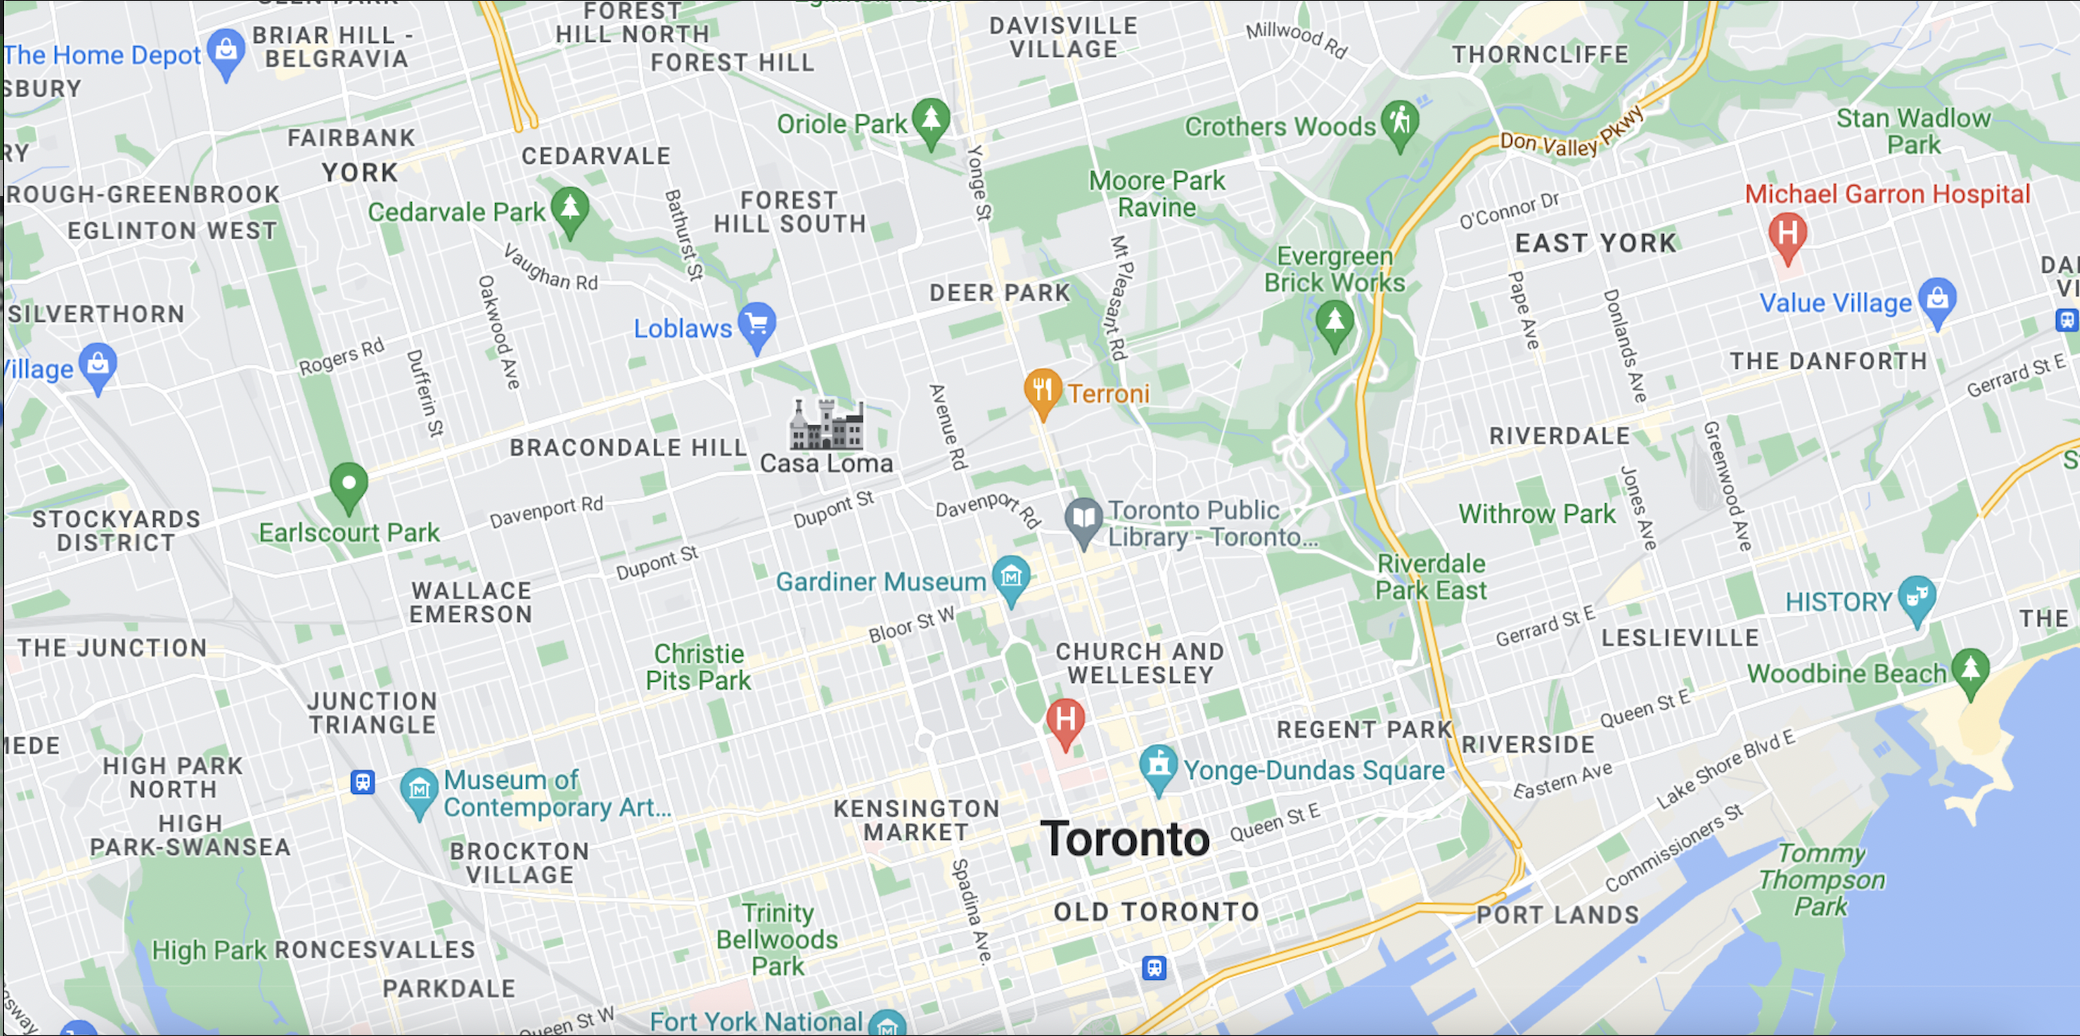 FOREST
HILL NORTH
DAVISVILLE
VILLAGE
Millwood Rd
THORNCLIFFE
The Home Depot
BRIAR HILL -
BELGRAVIA
FOREST HILL
SBURY
Oriole Park
Crothers Woods
Don Valley Pkwy
Stan Wadlow
Park
FAIRBANK
YORK
CEDARVALE
RY
Yonge St
Moore Park
Ravine
Michael Garron Hospital
ROUGH-GREENBROOK
EGLINTON WEST
Cedarvale Park
Bathurst St
FOREST
HILL SOUTH
O'Connor Dr
EAST YORK
Vaughan Rd
Mt Pleasant Rd
Evergreen
Brick Works
DAI
VI
SILVERTHORN
Oakwood Ave
DEER PARK
Pape Ave
Donlands Ave
Value Village
Loblaws
Rogers Rd
Dufferin St
THE DANFORTH
Gerrard St E
Village
Terroni
Avenue Rd
BRACONDALE HILL
Casa Loma
RIVERDALE
Greenwood Ave
Jones Ave
S
STOCKYARDS
DISTRICT
Earlscourt Park
Davenport Rd
Dupont St
Davenport Rd
Toronto Public
Library - Toronto...
Withrow Park
Dupont St
Gardiner Museum
Riverdale
Park East
WALLACE
EMERSON
Bloor St W
HISTORY
THE
THE JUNCTION
Christie
Pits Park
CHURCH AND
WELLESLEY
Gerrard St E
LESLIEVILLE
Woodbine Beach
JUNCTION
TRIANGLE
Queen St E
MEDE
HIGH PARK
NORTH
REGENT PARK
RIVERSIDE
Museum of
Contemporary Art...
Yonge-Dundas Square
Eastern Ave
Lake Shore Blvd E
HIGH
PARK-SWANSEA
KENSINGTON
MARKET
Toronto
Queen St E
Commissioners St
BROCKTON
VILLAGE
Spadina Ave.
Tommy
Thompson
Park
Trinity
Bellwoods
Park
OLD TORONTO
PORT LANDS
High Park
RONCESVALLES
PARKDALE
Queen St W
Fort York National